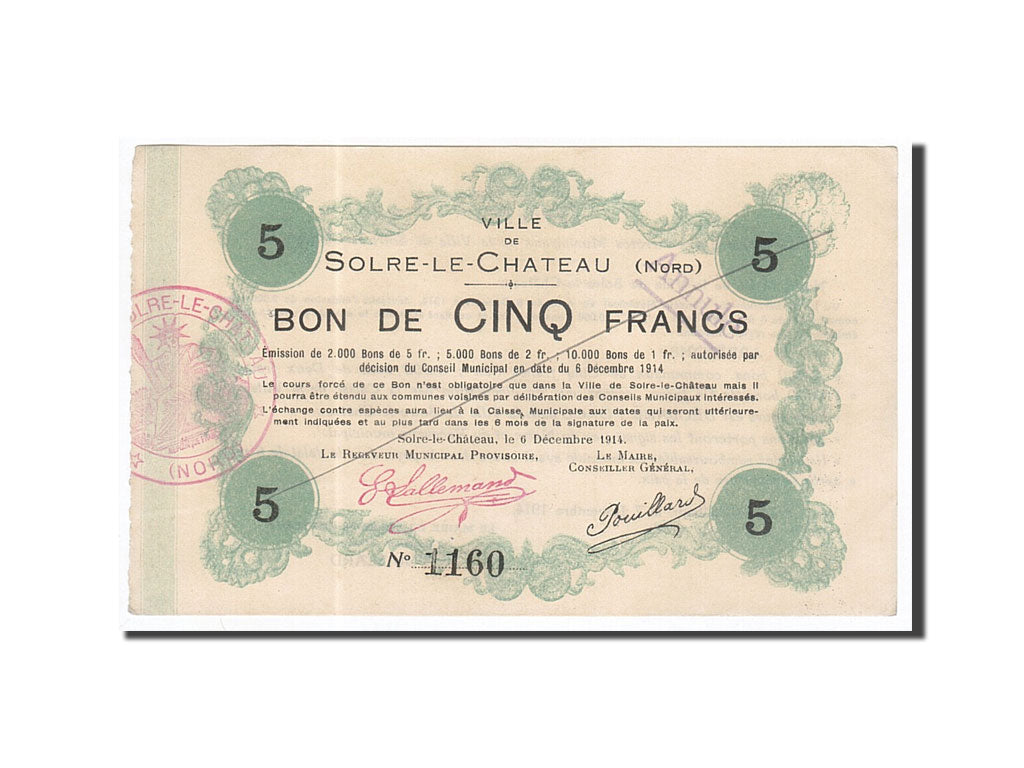 VILLE
DE
SOLRE-LE-CHATEAU (NORD)
Annulé
BON DE CINQ FRANCS
Émission de 2.000 Bons de 5 fr. ; 5.000 Bons de 2 fr. ; 10.000 Bons de 1 fr. ; autorisée par
décision du Conseil Municipal en date du 6 Décembre 1914
Le cours forcé de ce Bon n'est obligatoire que dans la Ville de Solre-le-Château mais il
pourra être étendu aux communes voisines par délibération des Conseils Municipaux intéressés.
L'échange contre espèces aura lieu à la Caisse Municipale aux dates qui seront ultérieure-
ment indiquées et au plus tard dans les 6 mois de la signature de la paix.
Solre-le-Château, le 6 Décembre 1914.
LE RECEVEUR MUNICIPAL PROVISOIRE,
LE MAIRE,
CONSEILLER GÉNÉRAL,
G Lallemand
Pouillard
No 1160
5
5
5
5
SOLRE-LE-CHATEAU
(NORD)